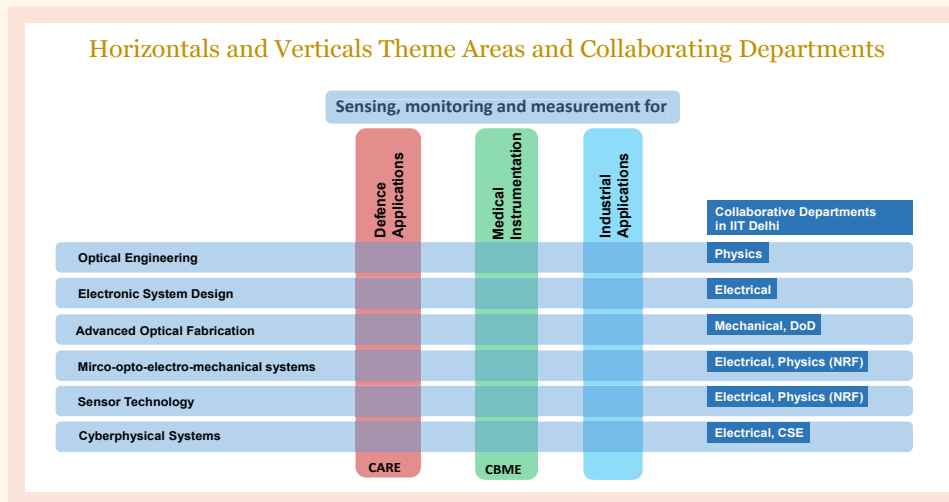 Horizontals and Verticals Theme Areas and Collaborating Departments
Sensing, monitoring and measurement for
Defence
Applications
Medical
Instrumentation
Industrial
Applications
Collaborative Departments
in IIT Delhi
Optical Engineering
Physics
Electronic System Design
Electrical
Advanced Optical Fabrication
Mechanical, DoD
Mirco-opto-electro-mechanical systems
Electrical, Physics (NRF)
Sensor Technology
Electrical, Physics (NRF)
Cyberphysical Systems
Electrical, CSE
CARE
CBME